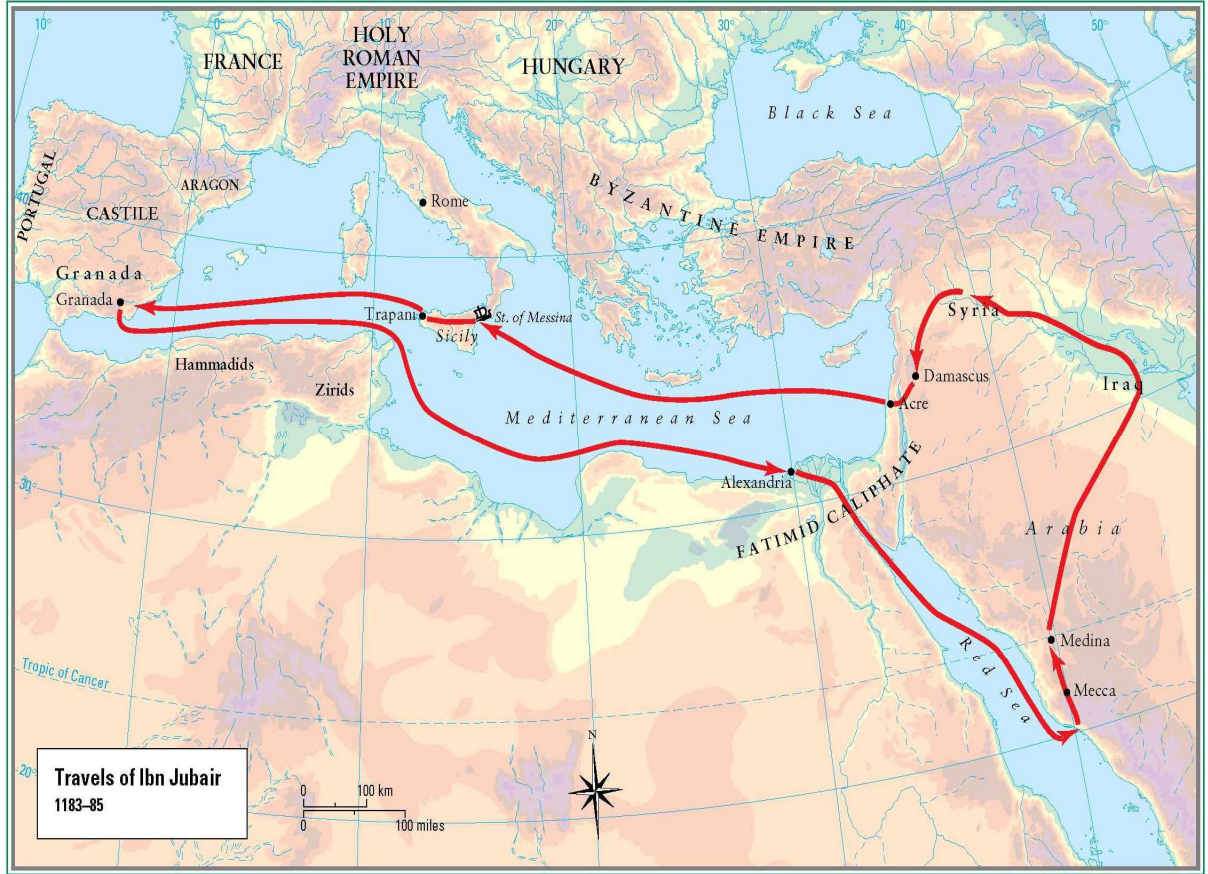 10°
0°
10°
20°
30°
40°
50°
FRANCE
HOLY
ROMAN
EMPIRE
HUNGARY
Black Sea
PORTUGAL
ARAGON
CASTILE
Rome
BYZANTINE EMPIRE
Granada
Granada
Trapani
St. of Messina
Sicily
Syrra
Hammadids
Zirids
Damascus
Iraq
Acre
Mediterranean Sea
Alexandria
30°
FATIMID CALIPHATE
Arabia
Medina
Red Sea
Mecca
Tropic of Cancer
20°
N
Travels of Ibn Jubair
1183–85
0 100 km
0 100 miles